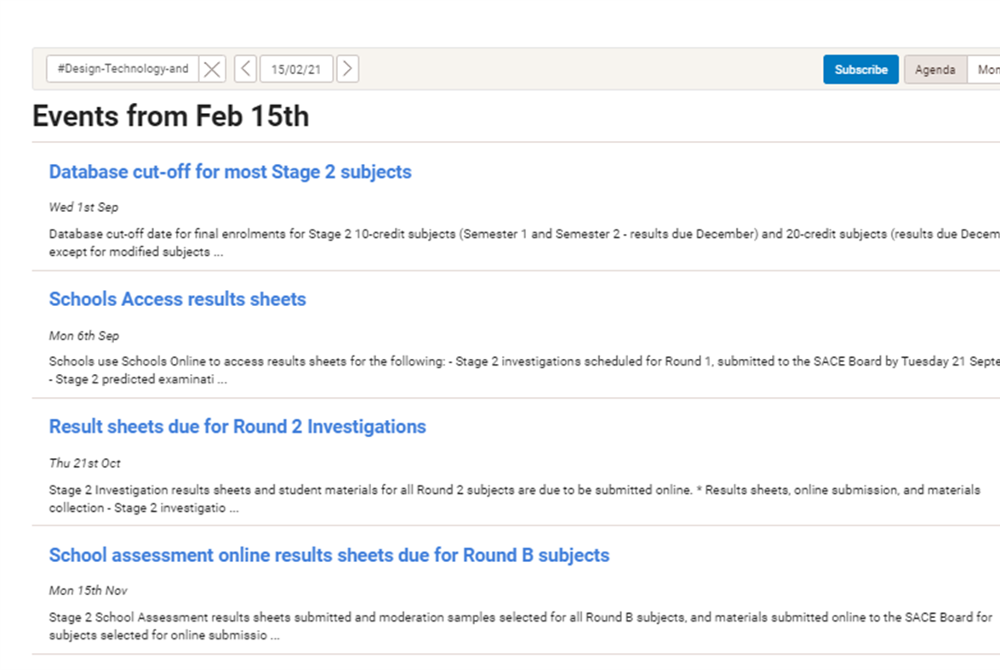 #Design-Technology-and
15/02/21
Subscribe
Agenda
Events from Feb 15th
Database cut-off for most Stage 2 subjects
Wed 1st Sep
Database cut-off date for final enrolments for Stage 2 10-credit subjects (Semester 1 and Semester 2 - results due December) and 20-credit subjects (results due Decem
except for modified subjects ...
Schools Access results sheets
Mon 6th Sep
Schools use Schools Online to access results sheets for the following: - Stage 2 investigations scheduled for Round 1, submitted to the SACE Board by Tuesday 21 Septe
- Stage 2 predicted examinati ...
Result sheets due for Round 2 Investigations
Thu 21st Oct
Stage 2 Investigation results sheets and student materials for all Round 2 subjects are due to be submitted online. * Results sheets, online submission, and materials
collection - Stage 2 investigatio ...
School assessment online results sheets due for Round B subjects
Mon 15th Nov
Stage 2 School Assessment results sheets submitted and moderation samples selected for all Round B subjects, and materials submitted online to the SACE Board for
subjects selected for online submissio ...